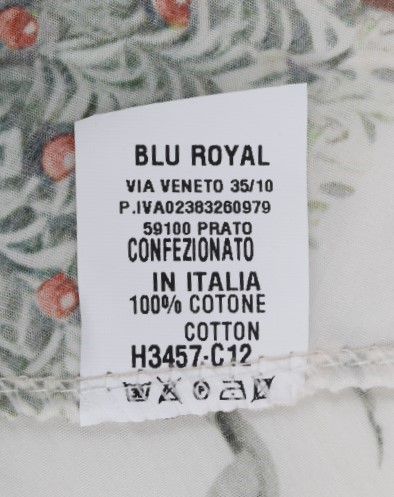 BLU ROYAL
VIA VENETO 35/10
P.IVA02383260979
59100 PRATO
CONFEZIONATO
IN ITALIA
100% COTONE
COTTON
H3457-C12